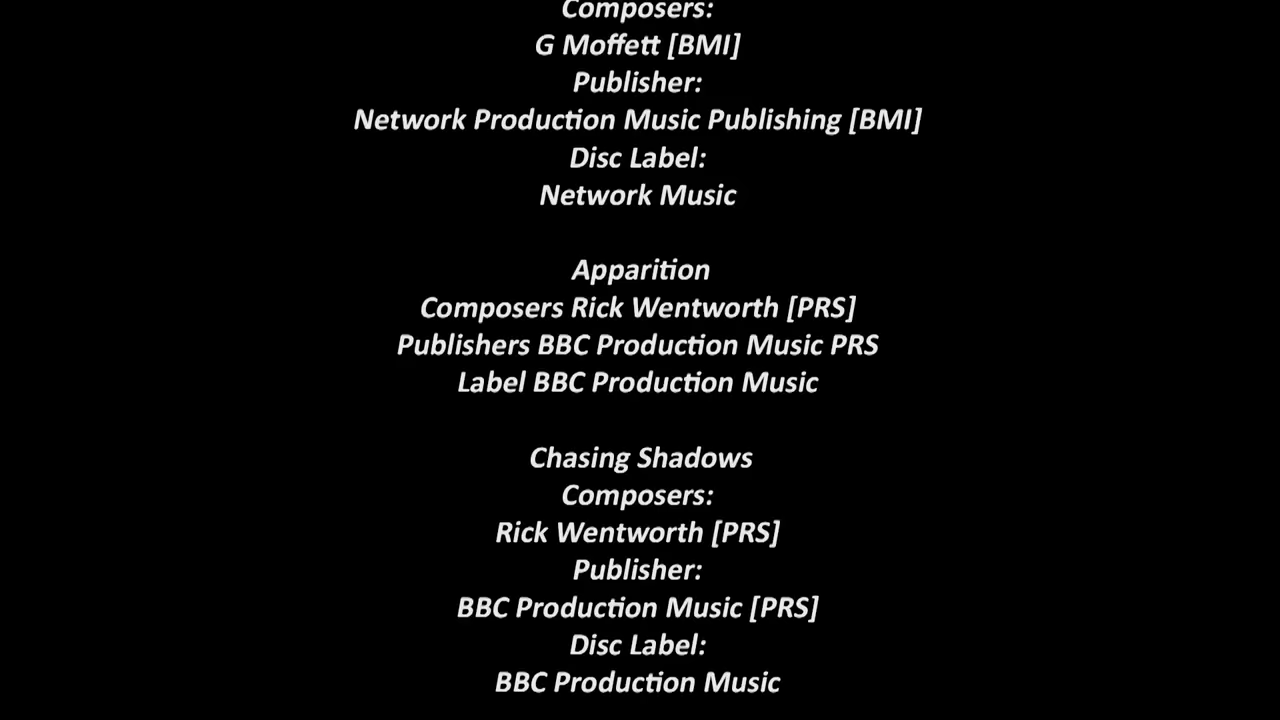 Composers:
G Moffett [BMI]
Publisher:
Network Production Music Publishing [BMI]
Disc Label:
Network Music
Apparition
Composers Rick Wentworth [PRS]
Publishers BBC Production Music PRS
Label BBC Production Music
Chasing Shadows
Composers:
Rick Wentworth [PRS]
Publisher:
BBC Production Music [PRS]
Disc Label:
BBC Production Music